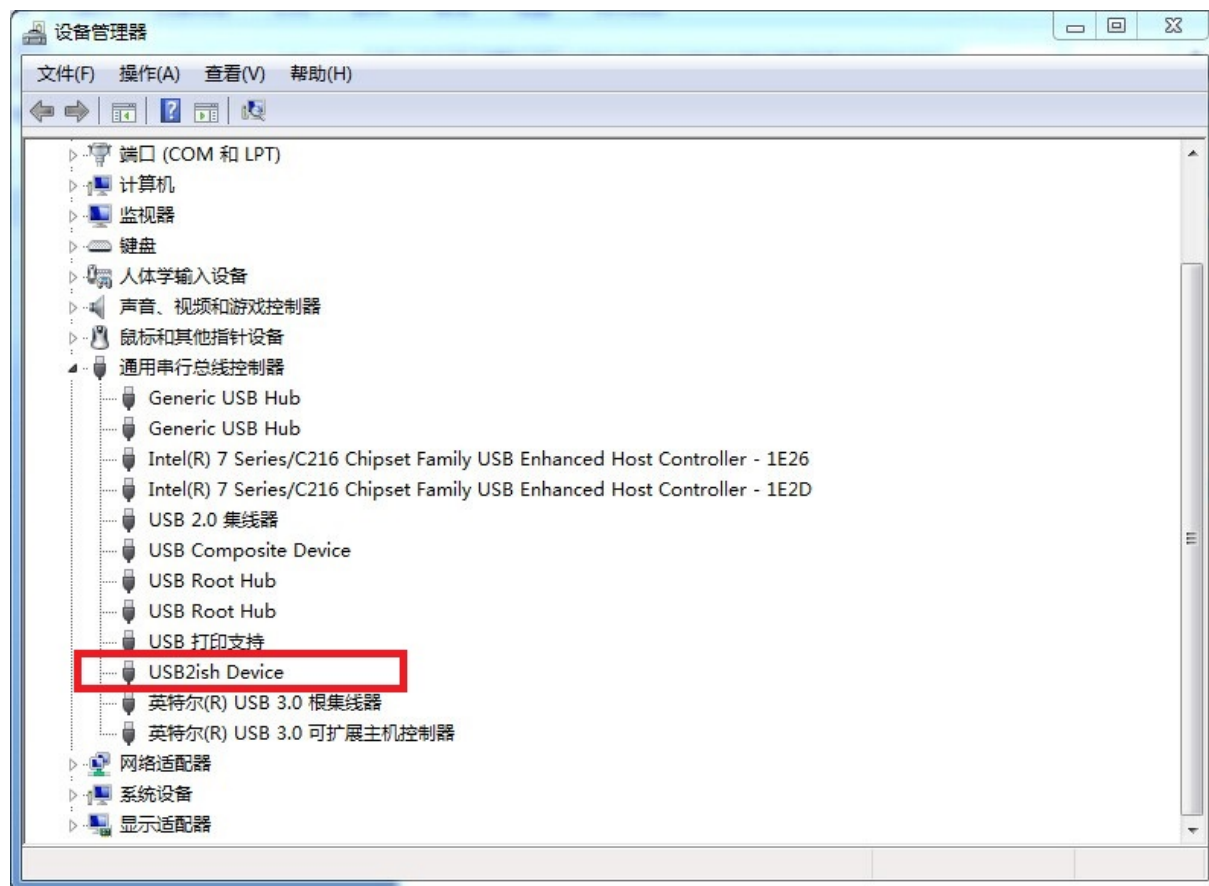 设备管理器
文件(F) 操作(A) 查看(V) 帮助(H)
端口 (COM 和 LPT)
计算机
监视器
键盘
人体学输入设备
声音、视频和游戏控制器
鼠标和其他指针设备
通用串行总线控制器
Generic USB Hub
Generic USB Hub
Intel(R) 7 Series/C216 Chipset Family USB Enhanced Host Controller - 1E26
Intel(R) 7 Series/C216 Chipset Family USB Enhanced Host Controller - 1E2D
USB 2.0 集线器
USB Composite Device
USB Root Hub
USB Root Hub
USB 打印支持
USB2ish Device
英特尔(R) USB 3.0 根集线器
英特尔(R) USB 3.0 可扩展主机控制器
网络适配器
系统设备
显示适配器